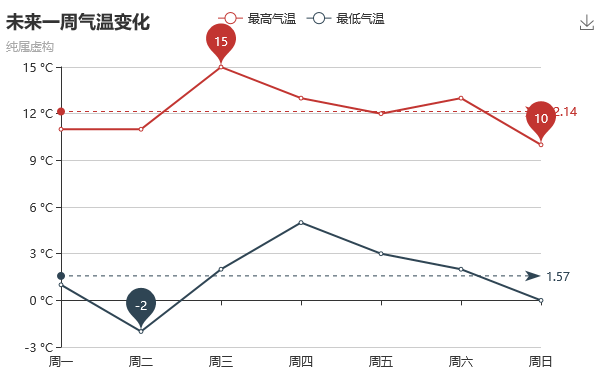 未来一周气温变化
纯属虚构
最高气温 最低气温
15 °C
12 °C
9 °C
6 °C
3 °C
0 °C
-3 °C
15
2.14
10
1.57
-2
周一 周二 周三 周四 周五 周六 周日